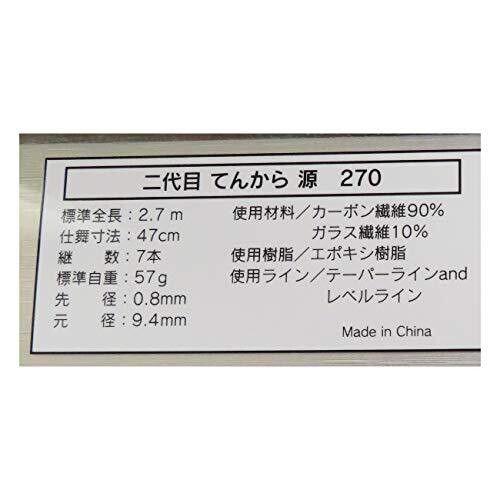 二代目 てんから 源 270
標準全長：2.7 m
仕舞寸法：47cm
継 数：7本
標準自重：57g
先 径：0.8mm
元 径：9.4mm
使用材料／カーボン繊維90%
ガラス繊維10%
使用樹脂／エポキシ樹脂
使用ライン／テーパーラインand
レベルライン
Made in China